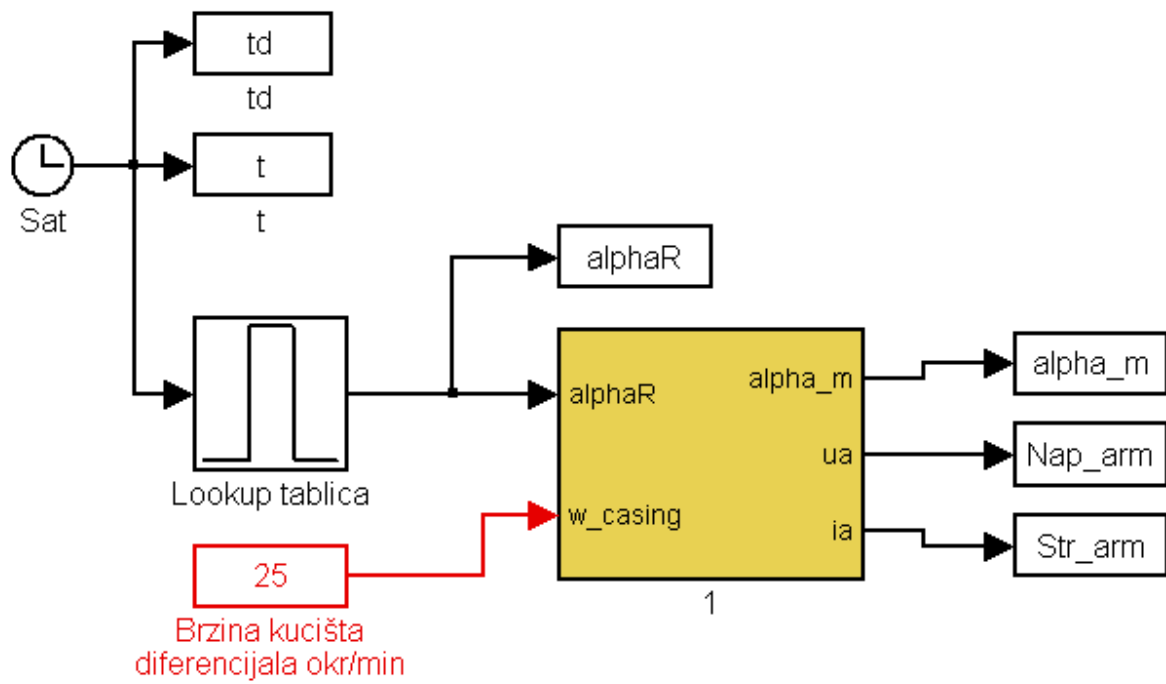 td
td
t
t
Sat
alphaR
Lookup tablica
alphaR
w_casing
alpha_m
ua
ia
1
alpha_m
Nap_arm
Str_arm
25
Brzina kucišta
diferencijala okr/min